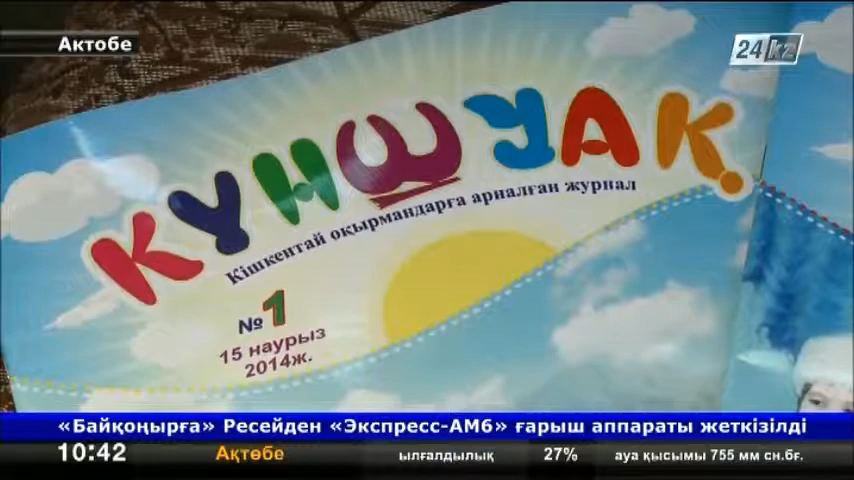 Актобе
24kz
КҮНШУАҚ
Кішкентай оқырмандарға арналған журнал
№1
15 наурыз
2014ж.
«Байқоңырға» Ресейден «Экспресс-АМ6» ғарыш аппараты жеткізілді
10:42 Ақтөбе ылғалдылық 27% ауа қысымы 755 мм сн.бғ.